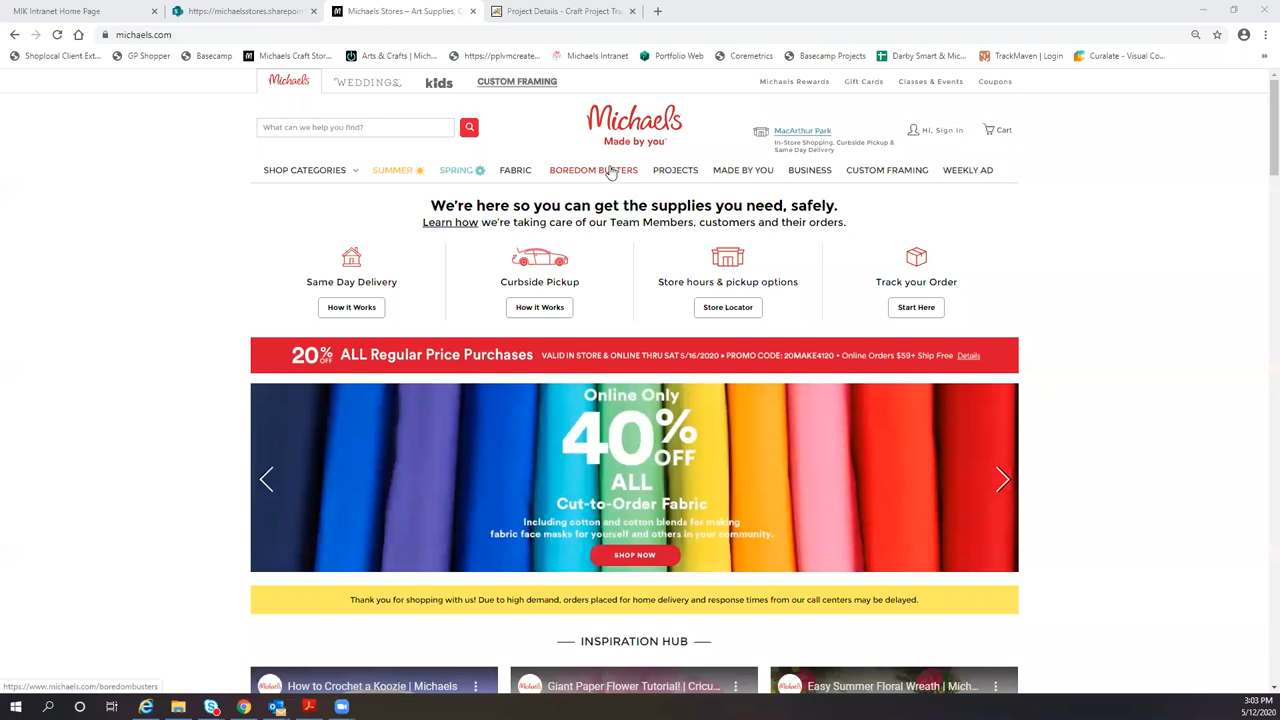 MIK Intranet Home Page
https://michaelsstores.sharepoin
Michaels Stores – Art Supplies, C
Project Details - Craft Project Tra
michaels.com
Shoplocal Client Ext...
GP Shopper
Basecamp
Michaels Craft Stor...
Arts & Crafts | Mich...
https://pplvmcreate...
Michaels Intranet
Portfolio Web
Coremetrics
Basecamp Projects
Darby Smart & Mic...
TrackMaven | Login
Curalate - Visual Co...
Michaels
WEDDINGS
kids
CUSTOM FRAMING
Michaels Rewards
Gift Cards
Classes & Events
Coupons
What can we help you find?
Michaels
Made by you
MacArthur Park
In-Store Shopping, Curbside Pickup &
Same Day Delivery
Hi, Sign in
Cart
SHOP CATEGORIES
SUMMER
SPRING
FABRIC
BOREDOM BUSTERS
PROJECTS
MADE BY YOU
BUSINESS
CUSTOM FRAMING
WEEKLY AD
We're here so you can get the supplies you need, safely.
Learn how we're taking care of our Team Members, customers and their orders.
Same Day Delivery
How it Works
Curbside Pickup
How it Works
Store hours & pickup options
Store Locator
Track your Order
Start Here
20% OFF ALL Regular Price Purchases VALID IN STORE & ONLINE THRU SAT 5/16/2020 • PROMO CODE: 20MAKE4120 • Online Orders $59+ Ship Free Details
Online Only
40% OFF
ALL
Cut-to-Order Fabric
Including cotton and cotton blends for making
fabric face masks for yourself and others in your community.
SHOP NOW
Thank you for shopping with us! Due to high demand, orders placed for home delivery and response times from our call centers may be delayed.
INSPIRATION HUB
How to Crochet a Koozie | Michaels
Giant Paper Flower Tutorial! | Cricu...
Easy Summer Floral Wreath | Mich...
https://www.michaels.com/boredombusters
3:03 PM
5/12/2020